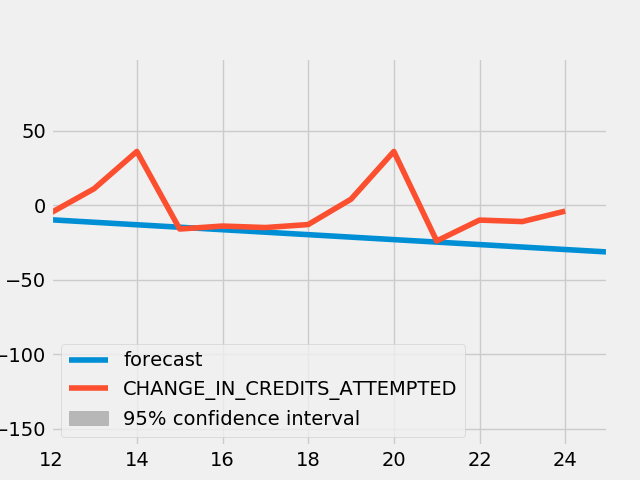 50
0
−50
−100
−150
forecast
CHANGE_IN_CREDITS_ATTEMPTED
95% confidence interval
12 14 16 18 20 22 24